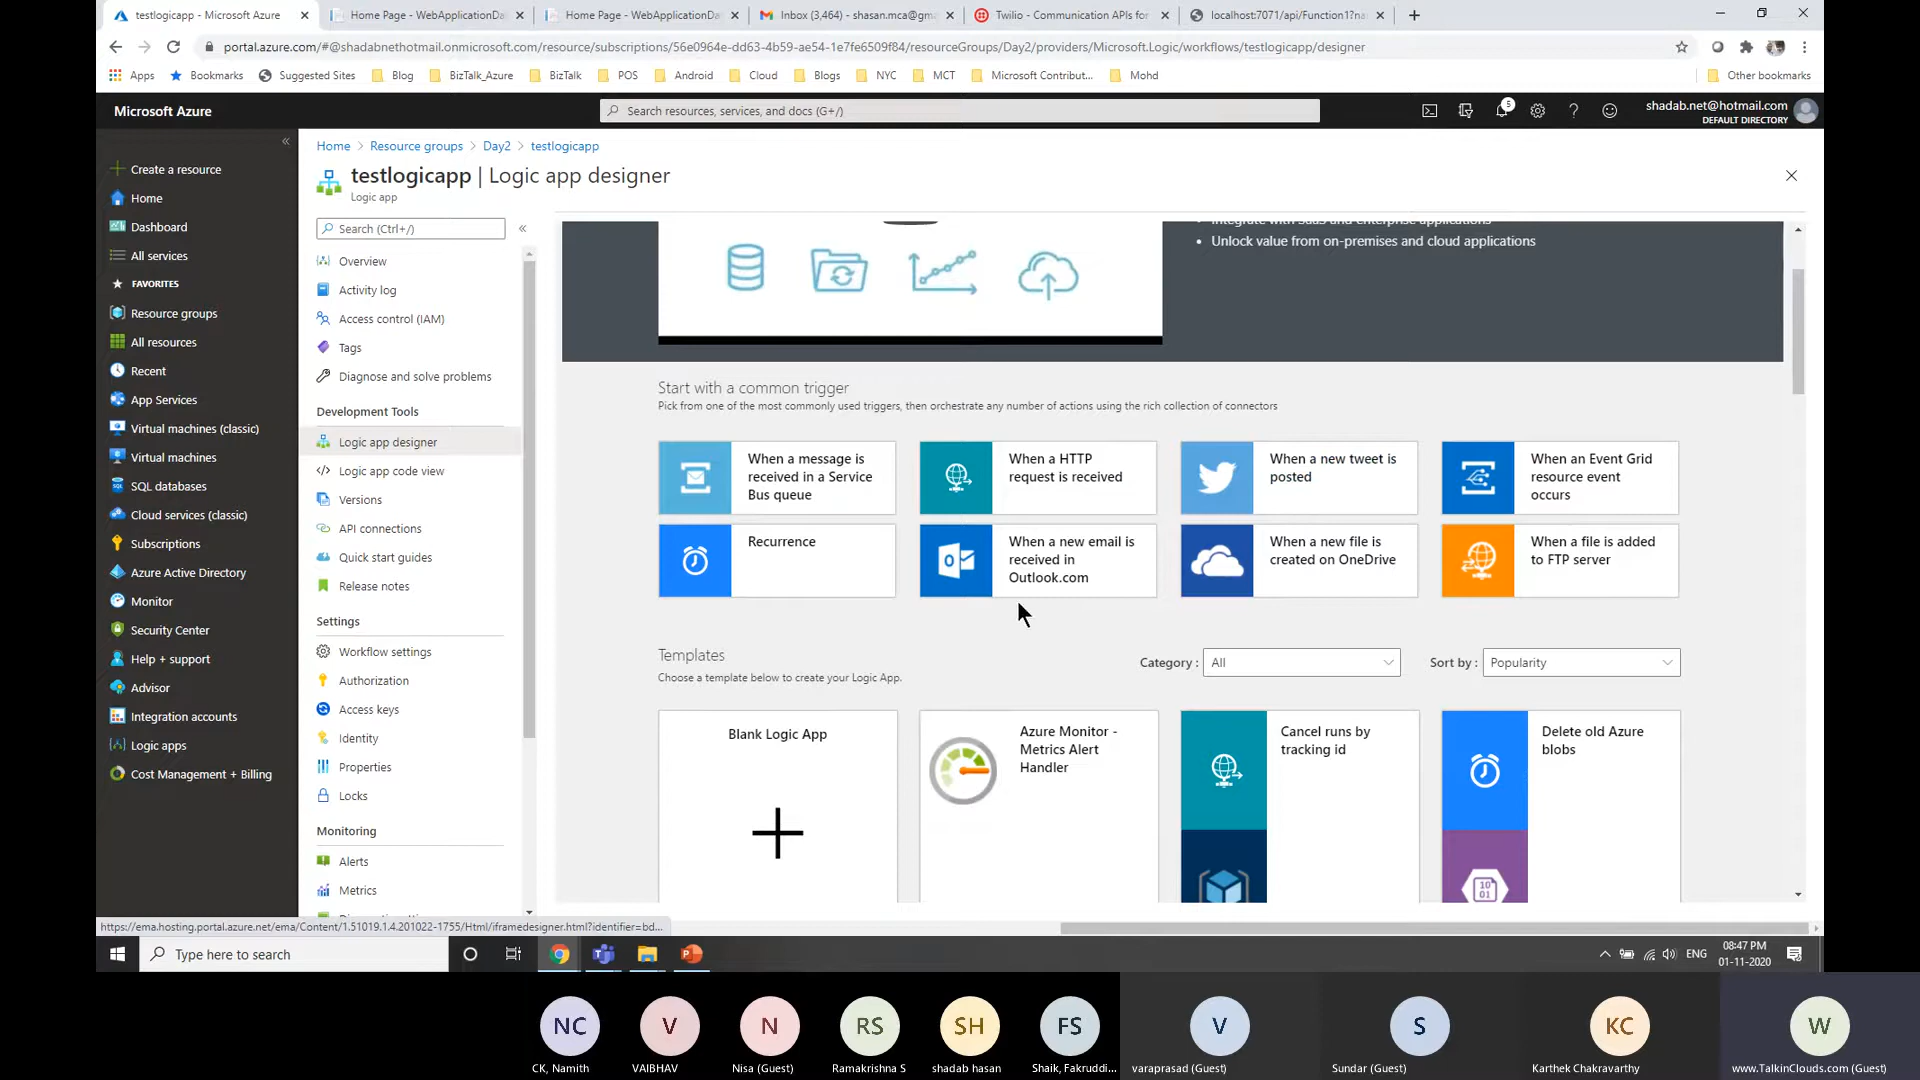 testlogicapp - Microsoft Azure
Home Page - WebApplicationDa
Home Page - WebApplicationDa
Inbox (3,464) - shasan.mca@gm
Twilio - Communication APIs for
localhost:7071/api/Function1?na
portal.azure.com/#@shadabnethotmail.onmicrosoft.com/resource/subscriptions/56e0964e-dd63-4b59-ae54-1e7fe6509f84/resourceGroups/Day2/providers/Microsoft.Logic/workflows/testlogicapp/designer
Apps
Bookmarks
Suggested Sites
Blog
BizTalk_Azure
BizTalk
POS
Android
Cloud
Blogs
NYC
MCT
Microsoft Contribut...
Mohd
Other bookmarks
Microsoft Azure
Search resources, services, and docs (G+/)
5
shadab.net@hotmail.com
DEFAULT DIRECTORY
Create a resource
Home
Dashboard
All services
FAVORITES
Resource groups
All resources
Recent
App Services
Virtual machines (classic)
Virtual machines
SQL databases
Cloud services (classic)
Subscriptions
Azure Active Directory
Monitor
Security Center
Help + support
Advisor
Integration accounts
Logic apps
Cost Management + Billing
Home > Resource groups > Day2 > testlogicapp
testlogicapp | Logic app designer
Logic app
Search (Ctrl+/)
Overview
Activity log
Access control (IAM)
Tags
Diagnose and solve problems
Development Tools
Logic app designer
Logic app code view
Versions
API connections
Quick start guides
Release notes
Settings
Workflow settings
Authorization
Access keys
Identity
Properties
Locks
Monitoring
Alerts
Metrics
• Integrate with SaaS and enterprise applications
• Unlock value from on-premises and cloud applications
Start with a common trigger
Pick from one of the most commonly used triggers, then orchestrate any number of actions using the rich collection of connectors
When a message is
received in a Service
Bus queue
When a HTTP
request is received
When a new tweet is
posted
When an Event Grid
resource event
occurs
Recurrence
When a new email is
received in
Outlook.com
When a new file is
created on OneDrive
When a file is added
to FTP server
Templates
Choose a template below to create your Logic App.
Category :
All
Sort by :
Popularity
Blank Logic App
Azure Monitor -
Metrics Alert
Handler
Cancel runs by
tracking id
Delete old Azure
blobs
10
01
https://ema.hosting.portal.azure.net/ema/Content/1.51019.1.4.201022-1755/Html/iframedesigner.html?identifier=bd...
Type here to search
ENG
08:47 PM
01-11-2020
NC
V
N
RS
SH
FS
V
S
KC
W
CK, Namith
VAIBHAV
Nisa (Guest)
Ramakrishna S
shadab hasan
Shaik, Fakruddi...
varaprasad (Guest)
Sundar (Guest)
Karthek Chakravarthy
www.TalkinClouds.com (Guest)